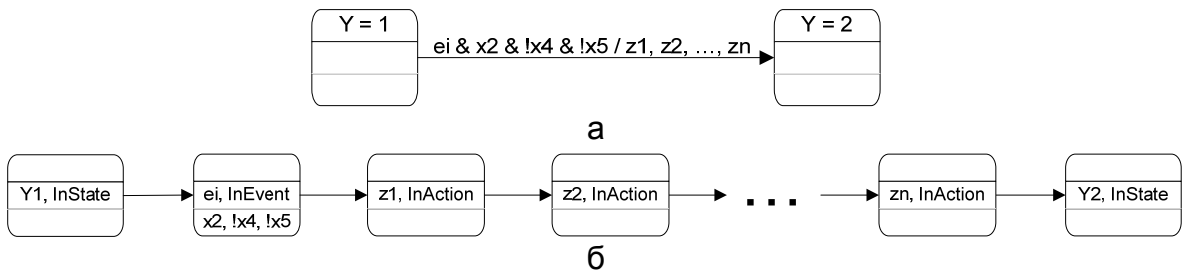 Y = 1
Y = 2
ei & x2 & !x4 & !x5 / z1, z2, ..., zn
а
Y1, InState
ei, InEvent
x2, !x4, !x5
z1, InAction
z2, InAction
...
zn, InAction
Y2, InState
б